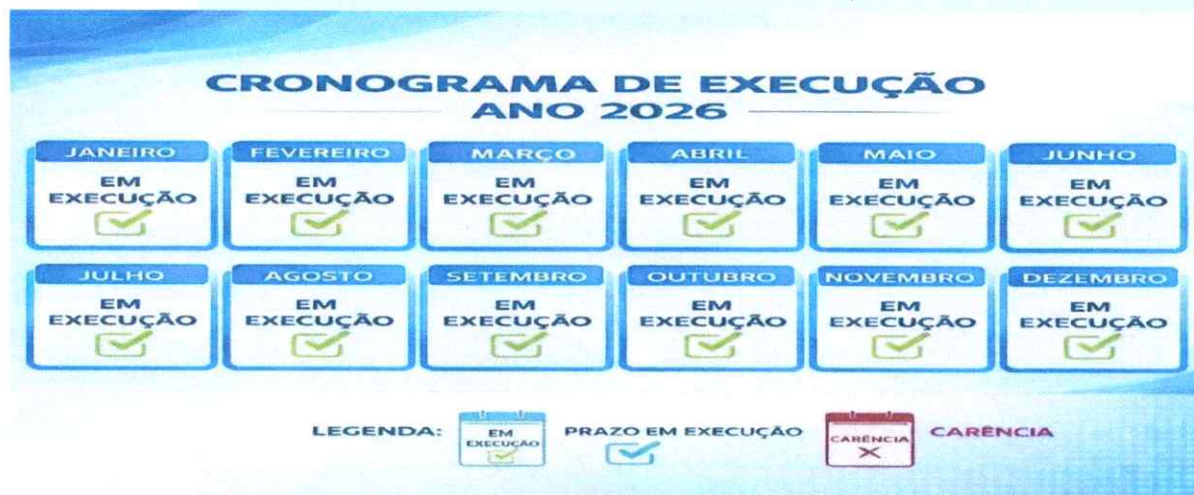 CRONOGRAMA DE EXECUÇÃO
ANO 2026
JANEIRO FEVEREIRO MARÇO ABRIL MAIO JUNHO
EM EM EM EM EM EM
EXECUÇÃO EXECUÇÃO EXECUÇÃO EXECUÇÃO EXECUÇÃO EXECUÇÃO
JULHO AGOSTO SETEMBRO OUTUBRO NOVEMBRO DEZEMBRO
EM EM EM EM EM EM
EXECUÇÃO EXECUÇÃO EXECUÇÃO EXECUÇÃO EXECUÇÃO EXECUÇÃO
LEGENDA: EM EXECUÇÃO PRAZO EM EXECUÇÃO CARÊNCIA CARÊNCIA